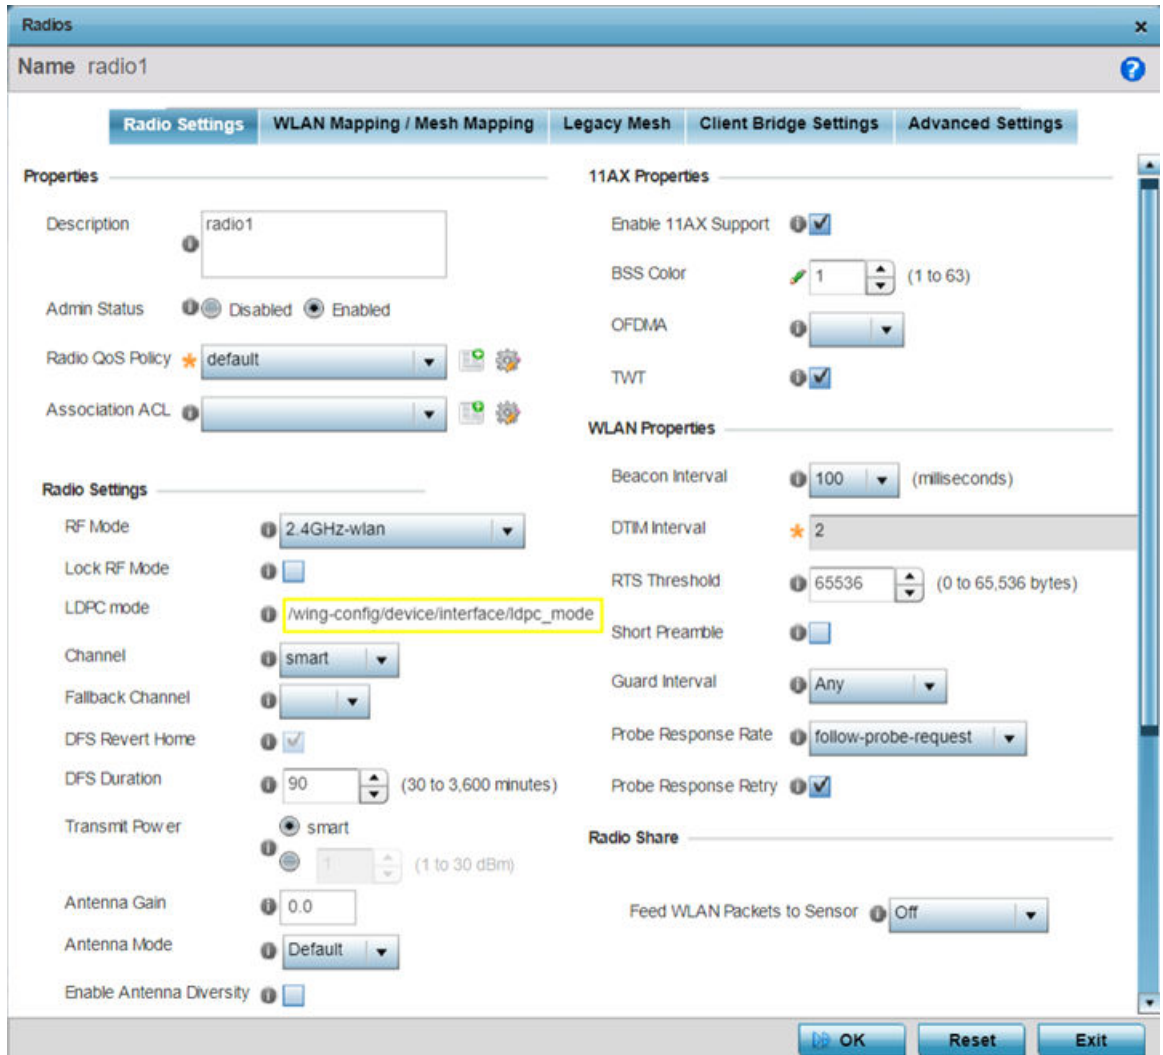 Radios
Name radio1
Radio Settings
WLAN Mapping / Mesh Mapping
Legacy Mesh
Client Bridge Settings
Advanced Settings
Properties
Description radio1
Admin Status Disabled Enabled
Radio QoS Policy default
Association ACL
Radio Settings
RF Mode 2.4GHz-wlan
Lock RF Mode
LDPC mode /wing-config/device/interface/ldpc_mode
Channel smart
Fallback Channel
DFS Revert Home
DFS Duration 90 (30 to 3,600 minutes)
Transmit Power smart
1 (1 to 30 dBm)
Antenna Gain 0.0
Antenna Mode Default
Enable Antenna Diversity
11AX Properties
Enable 11AX Support
BSS Color 1 (1 to 63)
OFDMA
TWT
WLAN Properties
Beacon Interval 100 (milliseconds)
DTIM Interval 2
RTS Threshold 65536 (0 to 65,536 bytes)
Short Preamble
Guard Interval Any
Probe Response Rate follow-probe-request
Probe Response Retry
Radio Share
Feed WLAN Packets to Sensor Off
OK
Reset
Exit